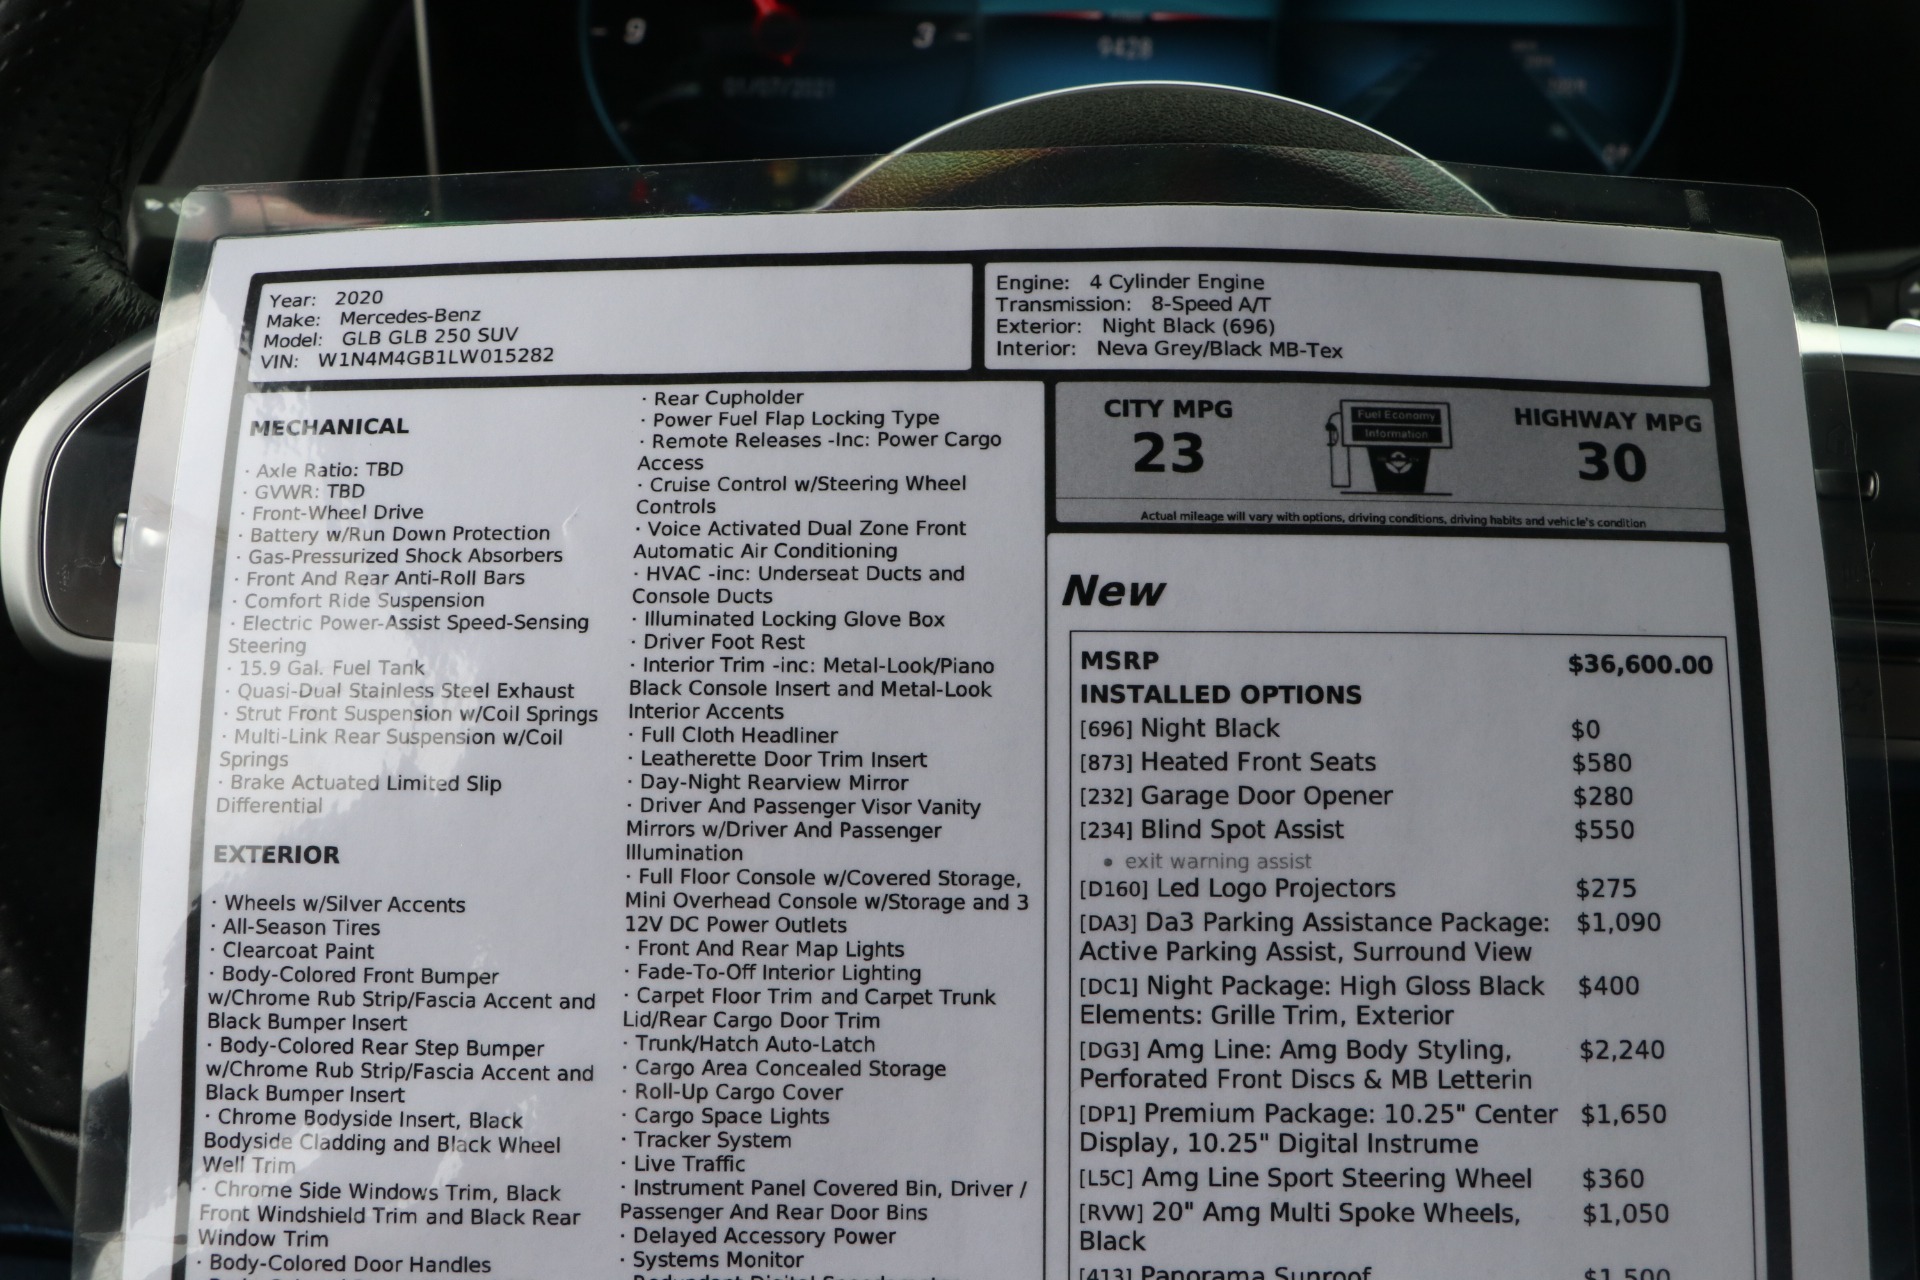 9
3
9428
01/07/2021
Year: 2020
Make: Mercedes-Benz
Model: GLB GLB 250 SUV
VIN: W1N4M4GB1LW015282
Engine: 4 Cylinder Engine
Transmission: 8-Speed A/T
Exterior: Night Black (696)
Interior: Neva Grey/Black MB-Tex
MECHANICAL
· Axle Ratio: TBD
· GVWR: TBD
· Front-Wheel Drive
· Battery w/Run Down Protection
· Gas-Pressurized Shock Absorbers
· Front And Rear Anti-Roll Bars
· Comfort Ride Suspension
· Electric Power-Assist Speed-Sensing
Steering
· 15.9 Gal. Fuel Tank
· Quasi-Dual Stainless Steel Exhaust
· Strut Front Suspension w/Coil Springs
· Multi-Link Rear Suspension w/Coil
Springs
· Brake Actuated Limited Slip
Differential
EXTERIOR
· Wheels w/Silver Accents
· All-Season Tires
· Clearcoat Paint
· Body-Colored Front Bumper
w/Chrome Rub Strip/Fascia Accent and
Black Bumper Insert
· Body-Colored Rear Step Bumper
w/Chrome Rub Strip/Fascia Accent and
Black Bumper Insert
· Chrome Bodyside Insert, Black
Bodyside Cladding and Black Wheel
Well Trim
· Chrome Side Windows Trim, Black
Front Windshield Trim and Black Rear
Window Trim
· Body-Colored Door Handles
· Rear Cupholder
· Power Fuel Flap Locking Type
· Remote Releases -Inc: Power Cargo
Access
· Cruise Control w/Steering Wheel
Controls
· Voice Activated Dual Zone Front
Automatic Air Conditioning
· HVAC -inc: Underseat Ducts and
Console Ducts
· Illuminated Locking Glove Box
· Driver Foot Rest
· Interior Trim -inc: Metal-Look/Piano
Black Console Insert and Metal-Look
Interior Accents
· Full Cloth Headliner
· Leatherette Door Trim Insert
· Day-Night Rearview Mirror
· Driver And Passenger Visor Vanity
Mirrors w/Driver And Passenger
Illumination
· Full Floor Console w/Covered Storage,
Mini Overhead Console w/Storage and 3
12V DC Power Outlets
· Front And Rear Map Lights
· Fade-To-Off Interior Lighting
· Carpet Floor Trim and Carpet Trunk
Lid/Rear Cargo Door Trim
· Trunk/Hatch Auto-Latch
· Cargo Area Concealed Storage
· Roll-Up Cargo Cover
· Cargo Space Lights
· Tracker System
· Live Traffic
· Instrument Panel Covered Bin, Driver /
Passenger And Rear Door Bins
· Delayed Accessory Power
· Systems Monitor
CITY MPG
23
Fuel Economy
Information
HIGHWAY MPG
30
Actual mileage will vary with options, driving conditions, driving habits and vehicle's condition
New
MSRP $36,600.00
INSTALLED OPTIONS
[696] Night Black $0
[873] Heated Front Seats $580
[232] Garage Door Opener $280
[234] Blind Spot Assist $550
• exit warning assist
[D160] Led Logo Projectors $275
[DA3] Da3 Parking Assistance Package: $1,090
Active Parking Assist, Surround View
[DC1] Night Package: High Gloss Black $400
Elements: Grille Trim, Exterior
[DG3] Amg Line: Amg Body Styling, $2,240
Perforated Front Discs & MB Letterin
[DP1] Premium Package: 10.25" Center $1,650
Display, 10.25" Digital Instrume
[L5C] Amg Line Sport Steering Wheel $360
[RVW] 20" Amg Multi Spoke Wheels, $1,050
Black
[413] Panorama Sunroof $1,500